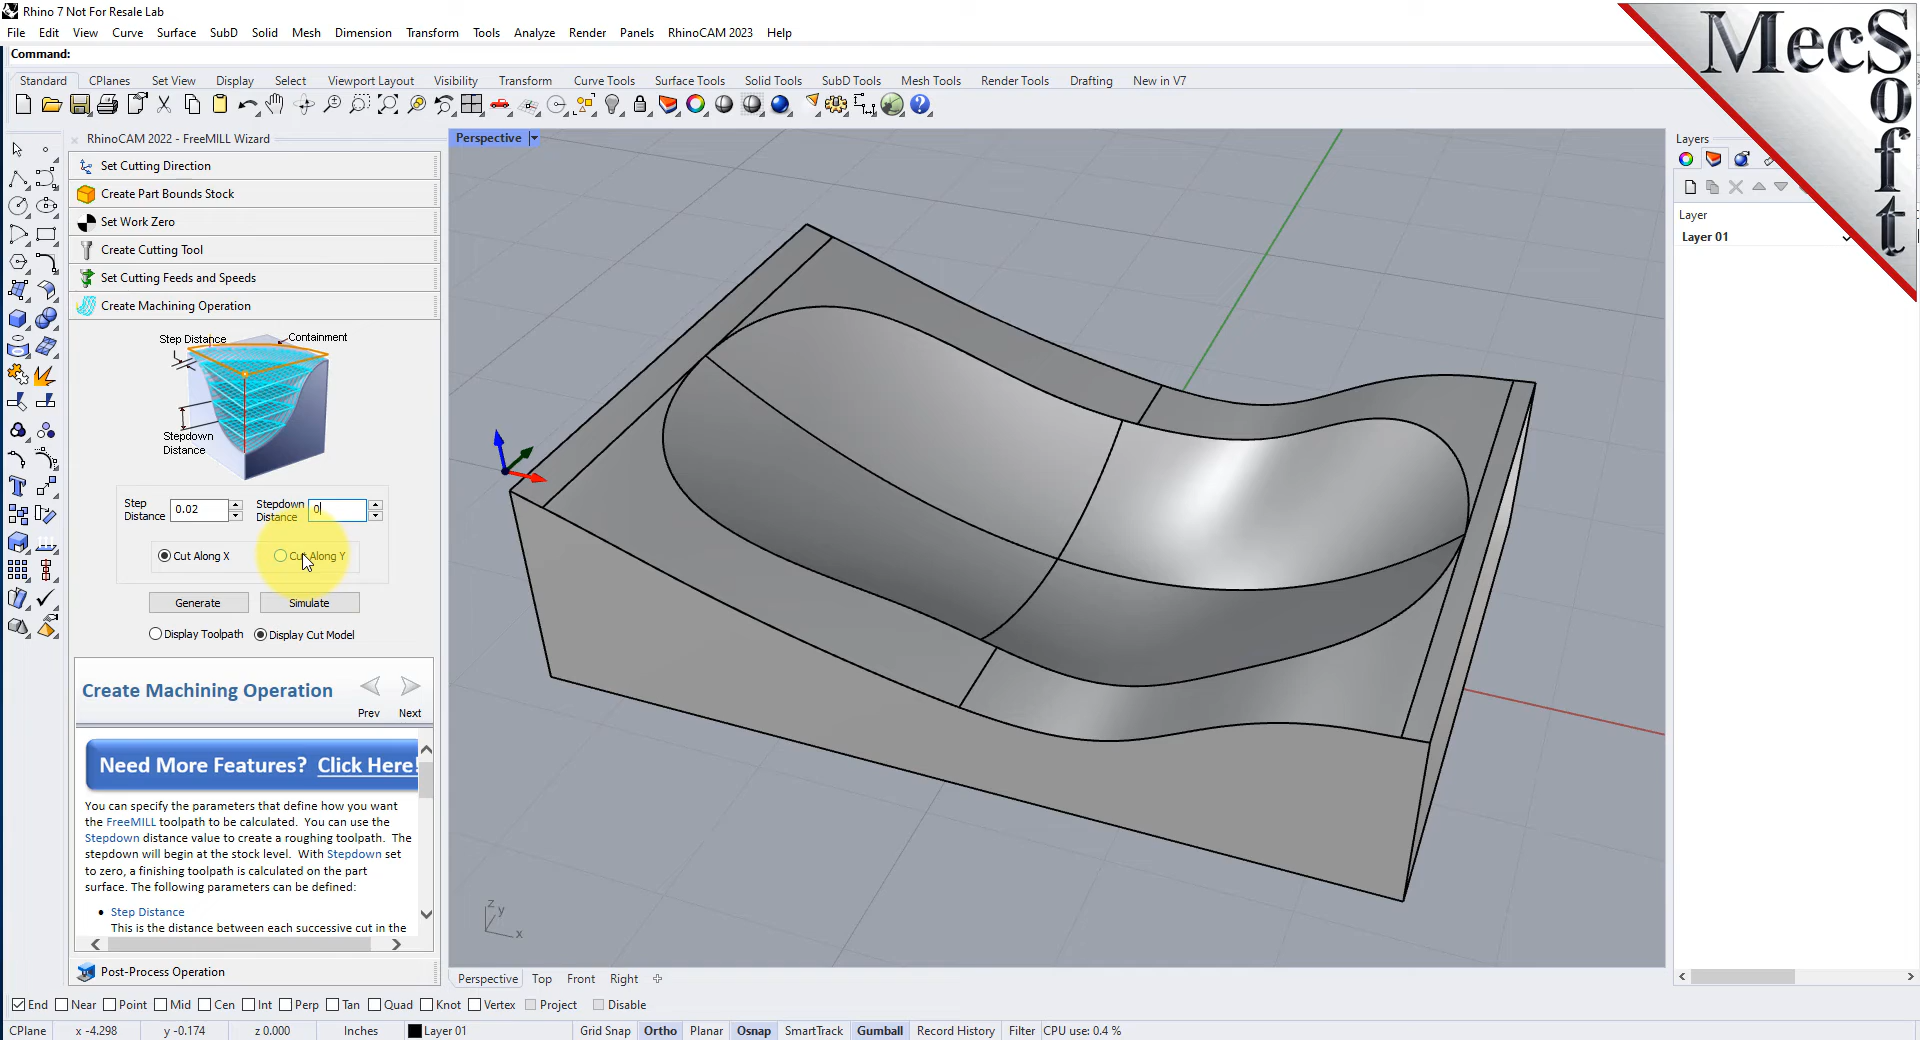 Rhino 7 Not For Resale Lab
File Edit View Curve Surface SubD Solid Mesh Dimension Transform Tools Analyze Render Panels RhinoCAM 2023 Help
Command:
Standard CPlanes Set View Display Select Viewport Layout Visibility Transform Curve Tools Surface Tools Solid Tools SubD Tools Mesh Tools Render Tools Drafting New in V7
MecSoft
RhinoCAM 2022 - FreeMILL Wizard
Set Cutting Direction
Create Part Bounds Stock
Set Work Zero
Create Cutting Tool
Set Cutting Feeds and Speeds
Create Machining Operation
Step Distance
Containment
Stepdown
Distance
Step
Distance
0.02
Stepdown
Distance
0
Cut Along X
Cut Along Y
Generate
Simulate
Display Toolpath
Display Cut Model
Create Machining Operation
Prev
Next
Need More Features? Click Here!
You can specify the parameters that define how you want
the FreeMILL toolpath to be calculated. You can use the
Stepdown distance value to create a roughing toolpath. The
stepdown will begin at the stock level. With Stepdown set
to zero, a finishing toolpath is calculated on the part
surface. The following parameters can be defined:
• Step Distance
This is the distance between each successive cut in the
Post-Process Operation
Perspective
z
y
x
Perspective Top Front Right
Layers
Layer
Layer 01
End Near Point Mid Cen Int Perp Tan Quad Knot Vertex Project Disable
CPlane x -4.298 y -0.174 z 0.000 Inches Layer 01 Grid Snap Ortho Planar Osnap SmartTrack Gumball Record History Filter CPU use: 0.4 %